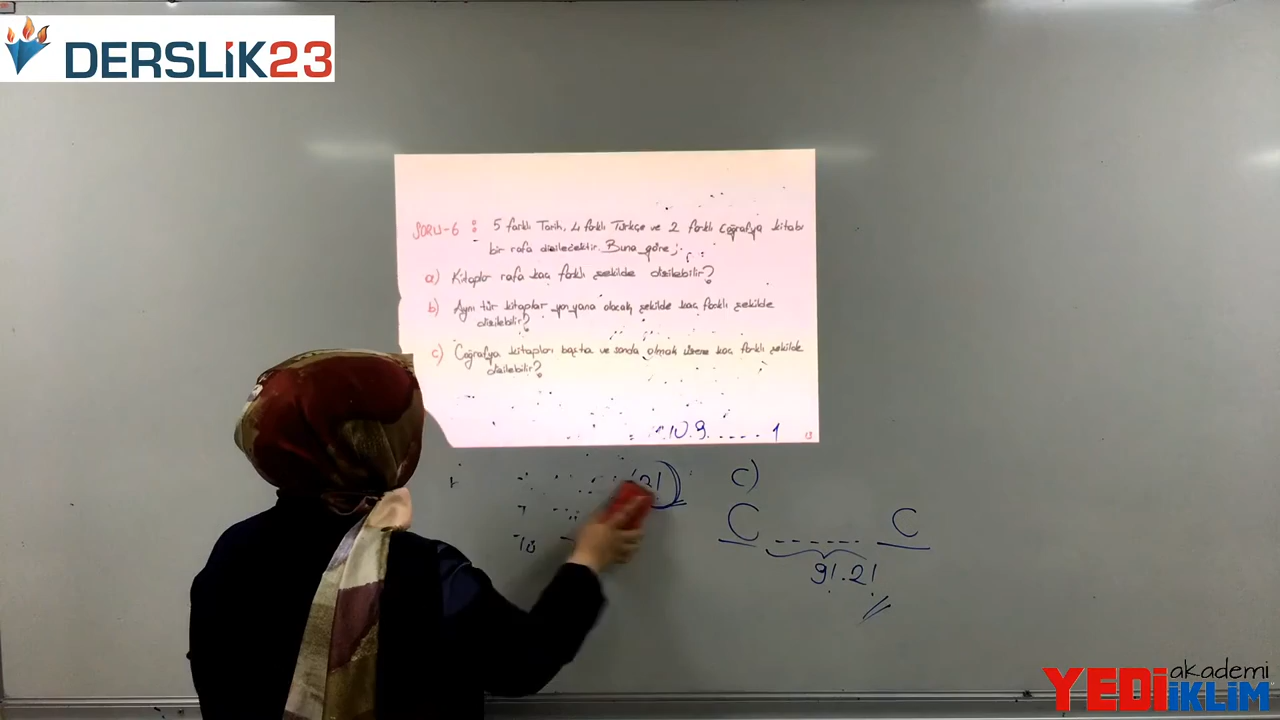 DERSLİK23
SORU-6 : 5 farklı Tarih, 4 farklı Türkçe ve 2 farklı Coğrafya kitabı
bir rafa dizilecektir. Buna göre;
a) Kitaplar rafa kaç farklı şekilde dizilebilir?
b) Aynı tür kitaplar yanyana olacak şekilde kaç farklı şekilde
dizilebilir?
c) Coğrafya kitapları başta ve sonda olmak üzere kaç farklı şekilde
dizilebilir?
10.9.....1
c)
C ....... C
9!.2!
YEDİ İKLİM akademi